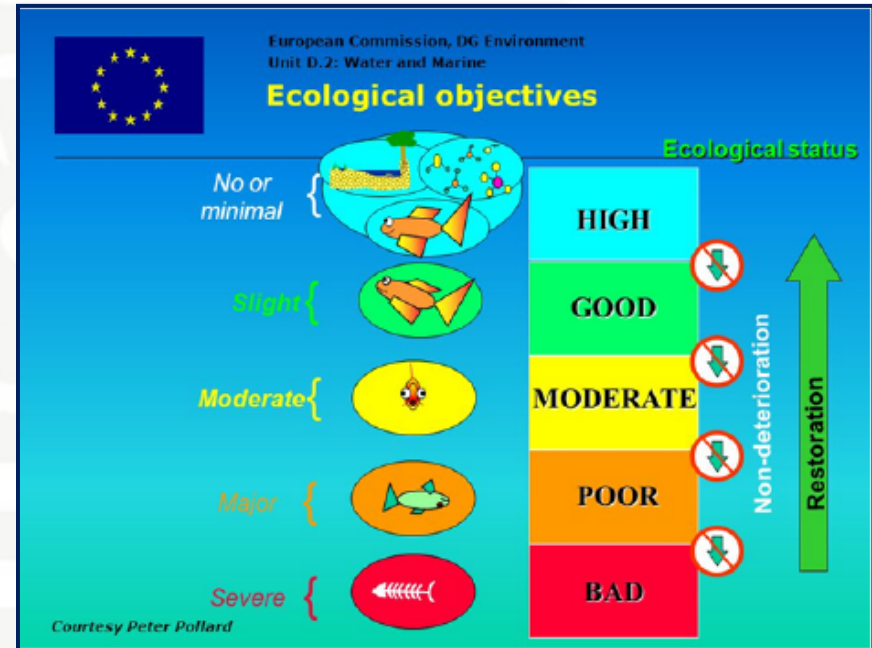 European Commission, DG Environment
Unit D.2: Water and Marine
Ecological objectives
Ecological status
No or
minimal
HIGH
Slight
GOOD
Moderate
MODERATE
Major
POOR
Severe
BAD
Non-deterioration
Restoration
Courtesy Peter Pollard